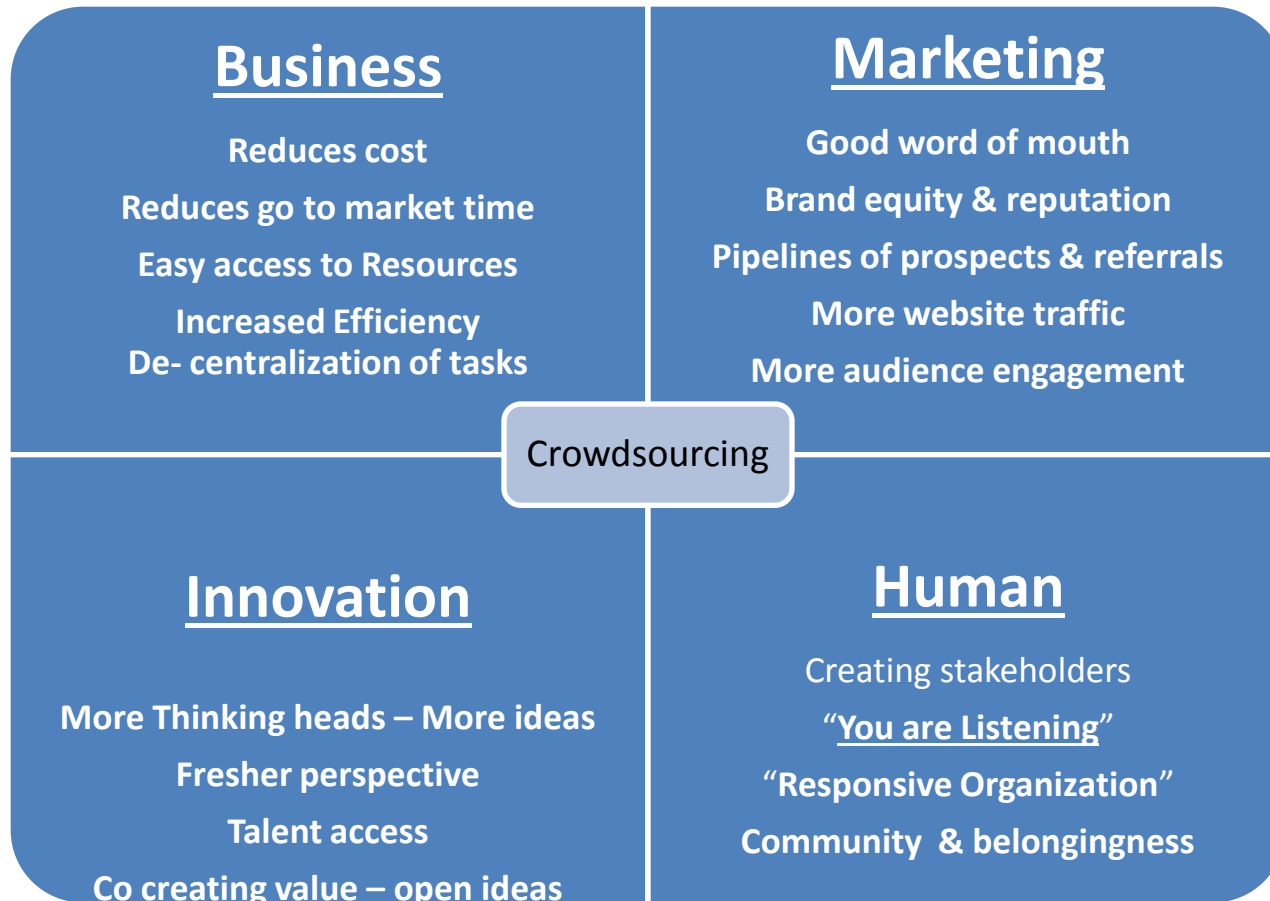 Business
Reduces cost
Reduces go to market time
Easy access to Resources
Increased Efficiency
De- centralization of tasks
Marketing
Good word of mouth
Brand equity & reputation
Pipelines of prospects & referrals
More website traffic
More audience engagement
Crowdsourcing
Innovation
More Thinking heads – More ideas
Fresher perspective
Talent access
Co creating value – open ideas
Human
Creating stakeholders
“You are Listening”
“Responsive Organization”
Community & belongingness